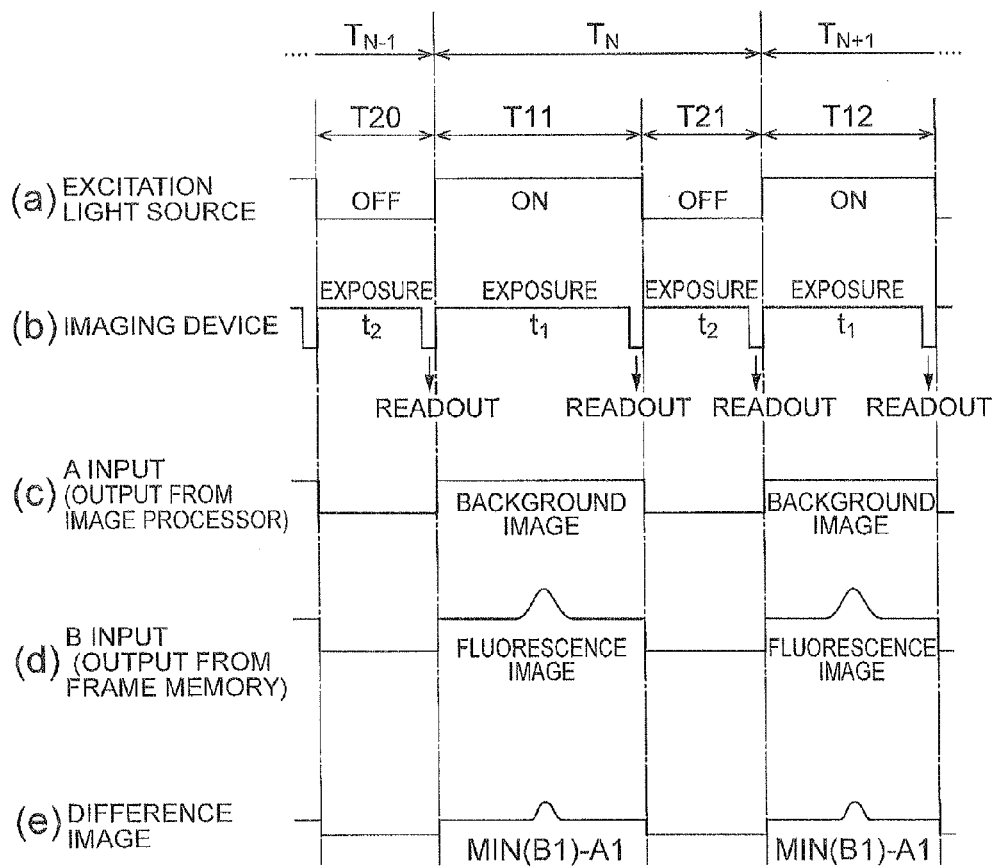 .... T_{N-1} T_N T_{N+1} ....
T20 T11 T21 T12
(a) EXCITATION
LIGHT SOURCE
OFF ON OFF ON
(b) IMAGING DEVICE
EXPOSURE EXPOSURE EXPOSURE EXPOSURE
t₂ t₁ t₂ t₁
READOUT READOUT READOUT READOUT
(c) A INPUT
(OUTPUT FROM
IMAGE PROCESSOR)
BACKGROUND BACKGROUND
IMAGE IMAGE
(d) B INPUT
(OUTPUT FROM
FRAME MEMORY)
FLUORESCENCE FLUORESCENCE
IMAGE IMAGE
(e) DIFFERENCE
IMAGE
MIN(B1)-A1 MIN(B1)-A1